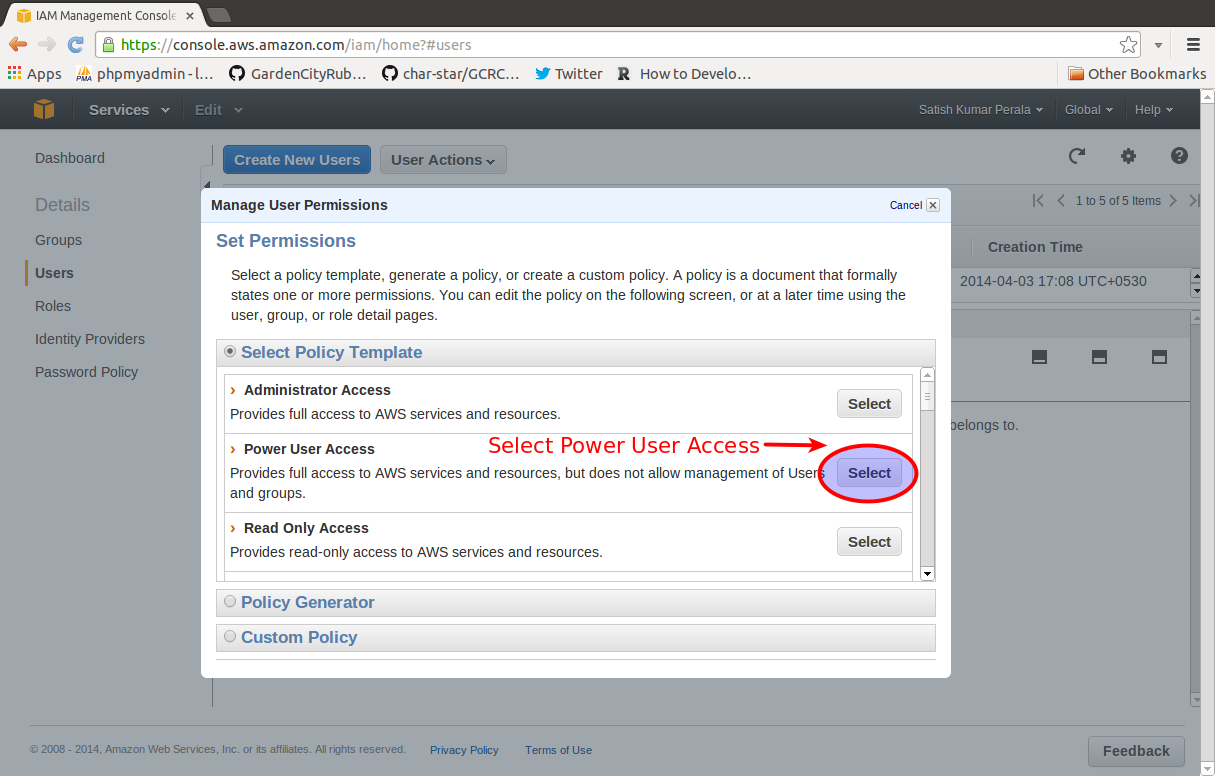 IAM Management Console
https://console.aws.amazon.com/iam/home?#users
Apps
PMA
phpmyadmin - l...
GardenCityRub...
char-star/GCRC...
Twitter
R
How to Develo...
Other Bookmarks
Services
Edit
Satish Kumar Perala
Global
Help
Dashboard
Details
Groups
Users
Roles
Identity Providers
Password Policy
Create New Users
User Actions
1 to 5 of 5 Items
Creation Time
2014-04-03 17:08 UTC+0530
belongs to.
Manage User Permissions
Cancel
Set Permissions
Select a policy template, generate a policy, or create a custom policy. A policy is a document that formally
states one or more permissions. You can edit the policy on the following screen, or at a later time using the
user, group, or role detail pages.
Select Policy Template
Administrator Access
Provides full access to AWS services and resources.
Select
Power User Access
Select Power User Access
Provides full access to AWS services and resources, but does not allow management of Users
and groups.
Select
Read Only Access
Provides read-only access to AWS services and resources.
Select
Policy Generator
Custom Policy
© 2008 - 2014, Amazon Web Services, Inc. or its affiliates. All rights reserved.
Privacy Policy
Terms of Use
Feedback